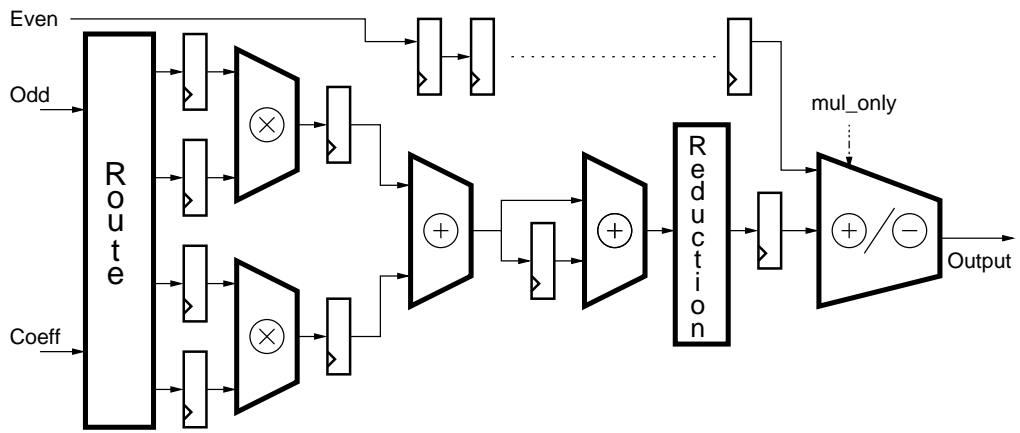 Even
Odd
mul_only
Route
Reduction
×
+
+
+/−
Output
Coeff
×